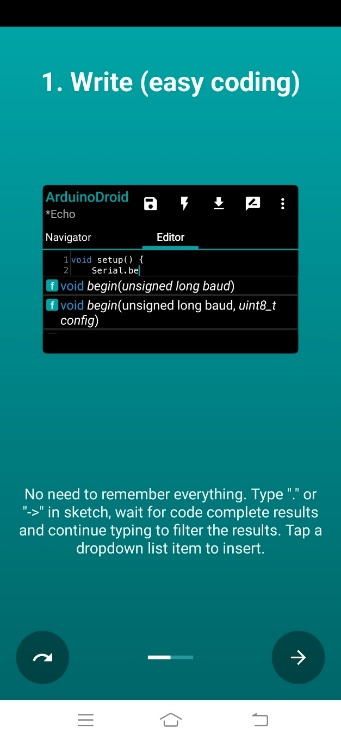 1. Write (easy coding)
ArduinoDroid
*Echo
Navigator Editor
1 void setup() {
2 Serial.be
f void begin(unsigned long baud)
f void begin(unsigned long baud, uint8_t
config)
No need to remember everything. Type "." or
"->" in sketch, wait for code complete results
and continue typing to filter the results. Tap a
dropdown list item to insert.